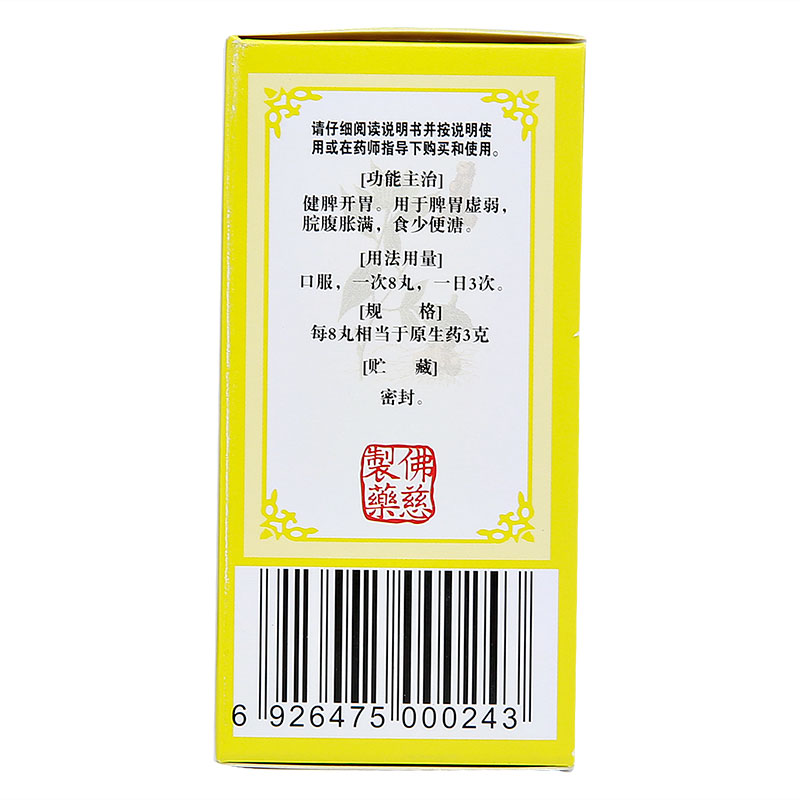 请仔细阅读说明书并按说明使
用或在药师指导下购买和使用。
[功能主治]
健脾开胃。用于脾胃虚弱，
脘腹胀满，食少便溏。
[用法用量]
口服，一次8丸，一日3次。
[规 格]
每8丸相当于原生药3克
[贮 藏]
密封。
佛慈
製藥
6 926475 000243